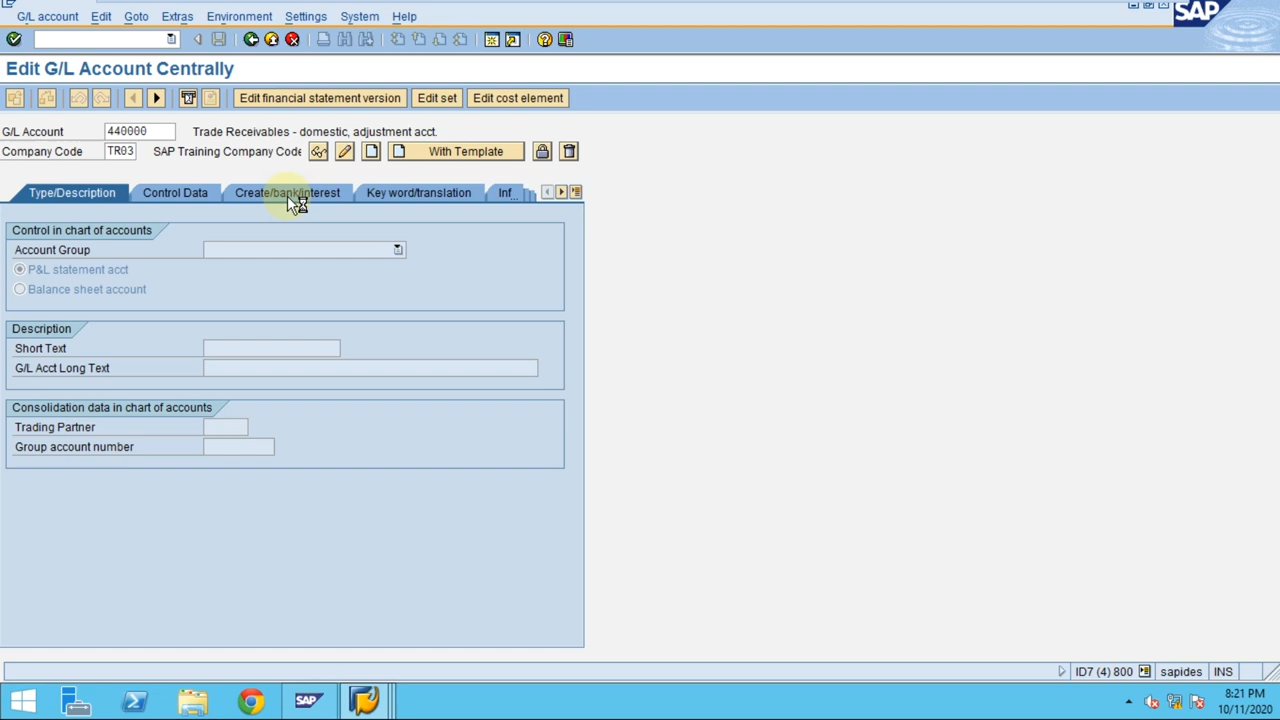 G/L account Edit Goto Extras Environment Settings System Help
SAP
Edit G/L Account Centrally
Edit financial statement version Edit set Edit cost element
G/L Account 440000 Trade Receivables - domestic, adjustment acct.
Company Code TR03 SAP Training Company Code With Template
Type/Description Control Data Create/bank/interest Key word/translation Inf...
Control in chart of accounts
Account Group
P&L statement acct
Balance sheet account
Description
Short Text
G/L Acct Long Text
Consolidation data in chart of accounts
Trading Partner
Group account number
ID7 (4) 800 sapides INS
SAP 8:21 PM
10/11/2020